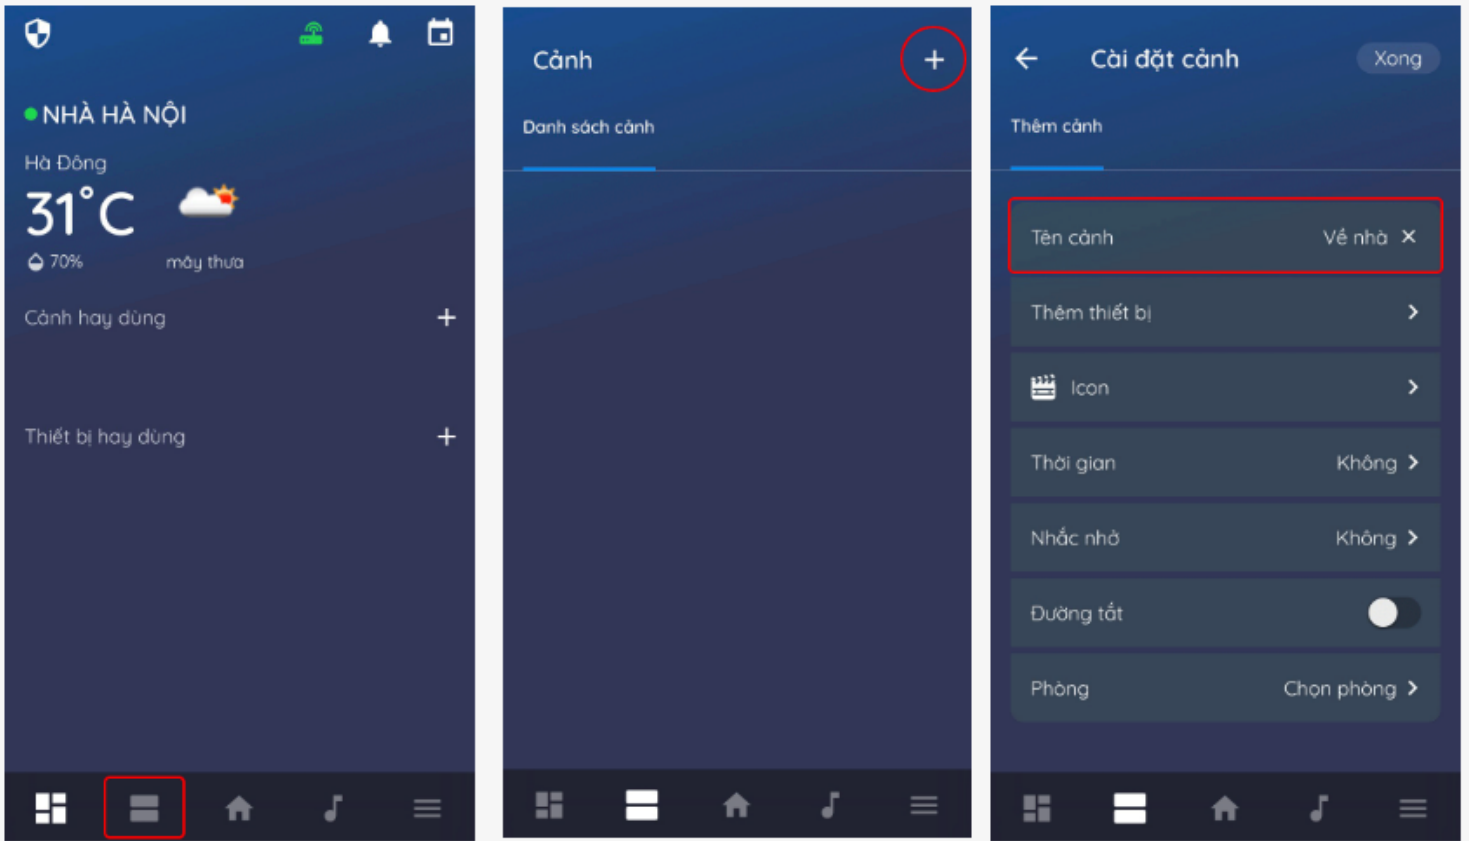 NHÀ HÀ NỘI
Hà Đông
31°C
70%
mây thưa
Cảnh hay dùng
Thiết bị hay dùng
Cảnh
Danh sách cảnh
Cài đặt cảnh
Xong
Thêm cảnh
Tên cảnh Về nhà
Thêm thiết bị
Icon
Thời gian Không
Nhắc nhở Không
Đường tắt
Phòng Chọn phòng